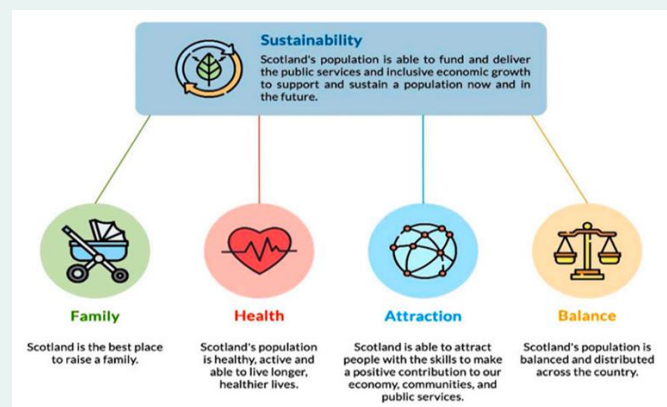 Sustainability
Scotland's population is able to fund and deliver
the public services and inclusive economic growth
to support and sustain a population now and in
the future.
Family
Scotland is the best place
to raise a family.
Health
Scotland's population
is healthy, active and
able to live longer,
healthier lives.
Attraction
Scotland is able to attract
people with the skills to make
a positive contribution to our
economy, communities, and
public services.
Balance
Scotland's population is
balanced and distributed
across the country.